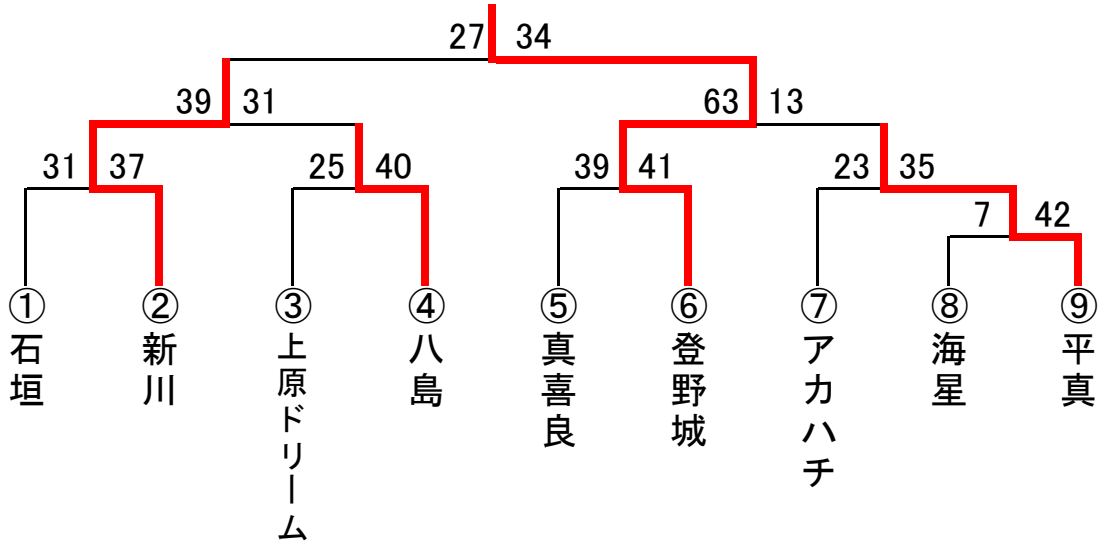 27 34
39 31 63 13
31 37 25 40 39 41 23 35
7 42
① ② ③ ④ ⑤ ⑥ ⑦ ⑧ ⑨
石垣
新川
上原ドリーム
八島
真喜良
登野城
アカハチ
海星
平真